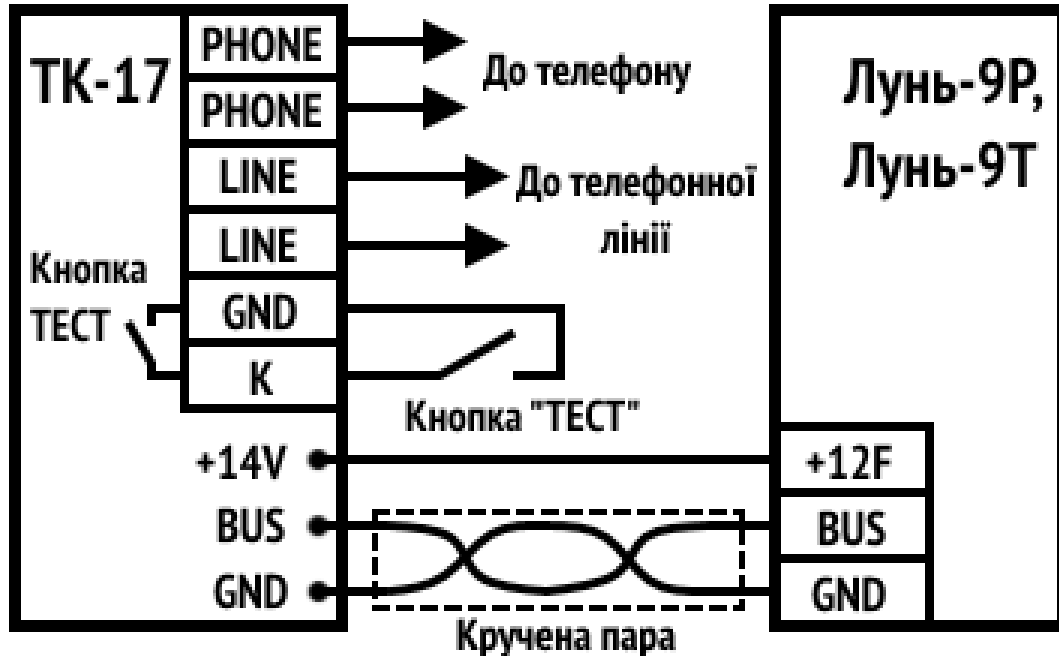 ТК-17
PHONE
PHONE
До телефону
LINE
LINE
До телефонної
лінії
Кнопка
ТЕСТ
GND
K
Кнопка "ТЕСТ"
+14V
BUS
GND
Кручена пара
Лунь-9Р,
Лунь-9Т
+12F
BUS
GND